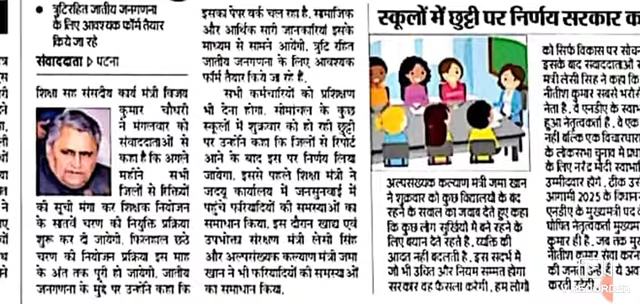 त्रुटिरहित जातीय जनगणना
के लिए आवश्यक फॉर्म तैयार
किये जा रहे
संवाददाता ▸ पटना
शिक्षा सह संसदीय कार्य मंत्री विजय
कुमार चौधरी
ने मंगलवार को
संवाददाताओं से
कहा है कि अगले
महीने सभी
जिलों से रिक्तियों
की सूची मंगा कर शिक्षक नियोजन
के सातवें चरण की नियुक्ति प्रक्रिया
शुरू कर दी जायेगी. फिलहाल छठे
चरण की नियोजन प्रक्रिया इस माह
के अंत तक पूरी हो जायेगी. जातीय
जनगणना के मुद्दे पर उन्होंने कहा कि
इसका पेपर वर्क चल रहा है. सामाजिक
और आर्थिक सारी जानकारियां इसके
माध्यम से सामने आयेगी. त्रुटि रहित
जातीय जनगणना के लिए आवश्यक
फॉर्म तैयार किये जा रहे हैं.
सभी कर्मचारियों को प्रशिक्षण
भी देना होगा. सीमांचल के कुछ
स्कूलों में शुक्रवार को हो रही छुट्टी
पर उन्होंने कहा कि जिलों से रिपोर्ट
आने के बाद इस पर निर्णय लिया
जायेगा. इससे पहले शिक्षा मंत्री ने
जदयू कार्यालय में जनसुनवाई में
पहुंचे फरियादियों की समस्याओं का
समाधान किया. इस दौरान खाद्य एवं
उपभोक्ता संरक्षण मंत्री लेसी सिंह
और अल्पसंख्यक कल्याण मंत्री जमा
खान ने भी फरियादियों की समस्याओं
का समाधान किया.
स्कूलों में छुट्टी पर निर्णय सरकार
अल्पसंख्यक कल्याण मंत्री जमा खान
ने शुक्रवार को कुछ विद्यालयों के बंद
रहने के सवाल का जवाब देते हुए कहा
कि कुछ लोग सुर्खियों में बने रहने के
लिए बयान देते रहते है. व्यक्ति की
आदत नहीं बदलती है. इस संदर्भ में
जो भी उचित और नियम सम्मत होगा
सरकार वह फैसला करेगी. हम लोगों
को सिर्फ विकास पर
इसके बाद संवाददाताओं
मंत्री लेसी सिंह ने कहा कि
नीतीश कुमार सबसे
नेता है. वे एनडीए के
हुआ नेतृत्वकर्ता है. वे एक
नहीं बल्कि एक
के लोकसभा चुनाव में
के लिए नरेंद्र मोदी
उम्मीदवार होंगे. ठीक
आगामी 2025 के विधान
एनडीए के मुख्यमंत्री पद
घोषित नेतृत्वकर्ता मुख्यमंत्री
कुमार ही है. जब तक
नीतीश कुमार सेवा करना
की जनता उन्हें ही
करती रहेगी